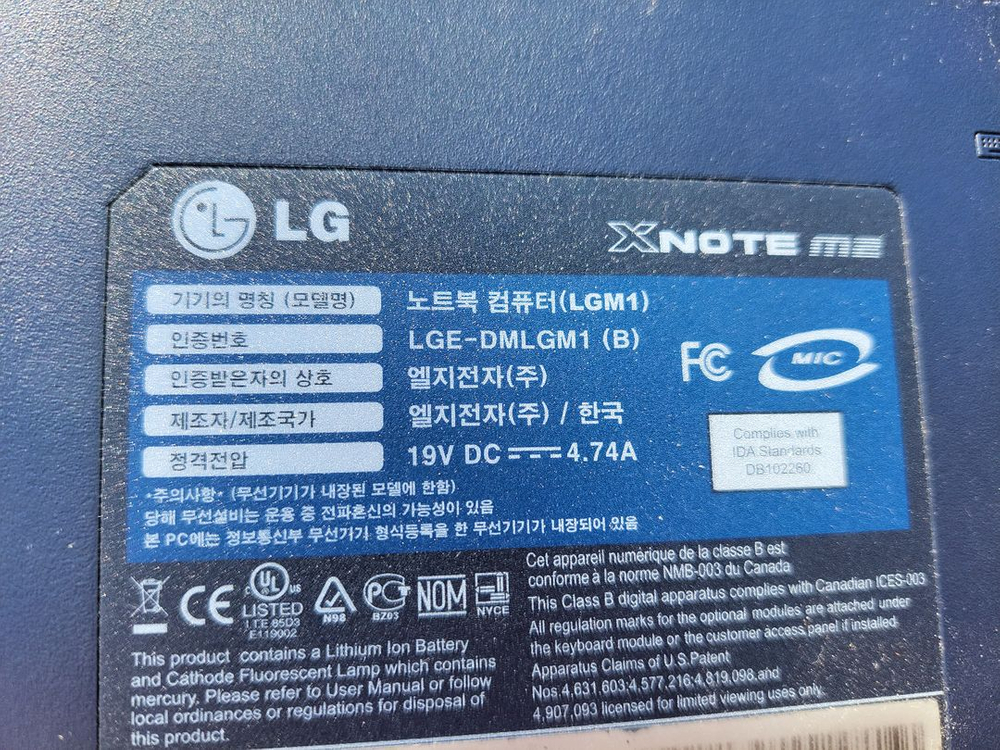 LG
XNOTE
기기의 명칭 (모델명) 노트북 컴퓨터(LGM1)
인증번호 LGE-DMLGM1 (B)
인증받은자의 상호 엘지전자(주)
제조자/제조국가 엘지전자(주) / 한국
정격전압 19V DC 4.74A
FC
MIC
Complies with
IDA Standards
DB102260
*주의사항* (무선기기가 내장된 모델에 한함)
당해 무선설비는 운용 중 전파혼신의 가능성이 있음
본 PC에는 정보통신부 무선기기 형식등록을 한 무선기기가 내장되어 있음
CE
c UL us
LISTED
I.T.E. 85D3
E119002
N98
PC
BZ03
NOM
NYCE
This product contains a Lithium Ion Battery
and Cathode Fluorescent Lamp which contains
mercury, Please refer to User Manual or follow
local ordinances or regulations for disposal of
this product.
Cet appareil numérique de la classe B est
conforme à la norme NMB-003 du Canada
This Class B digital apparatus complies with Canadian ICES-003
All regulation marks for the optional modules are attached under
the keyboard module or the customer access panel if installed
Apparatus Claims of U.S.Patent
Nos.4,631,603;4,577,216;4,819,098,and
4,907,093 licensed for limited viewing uses only.